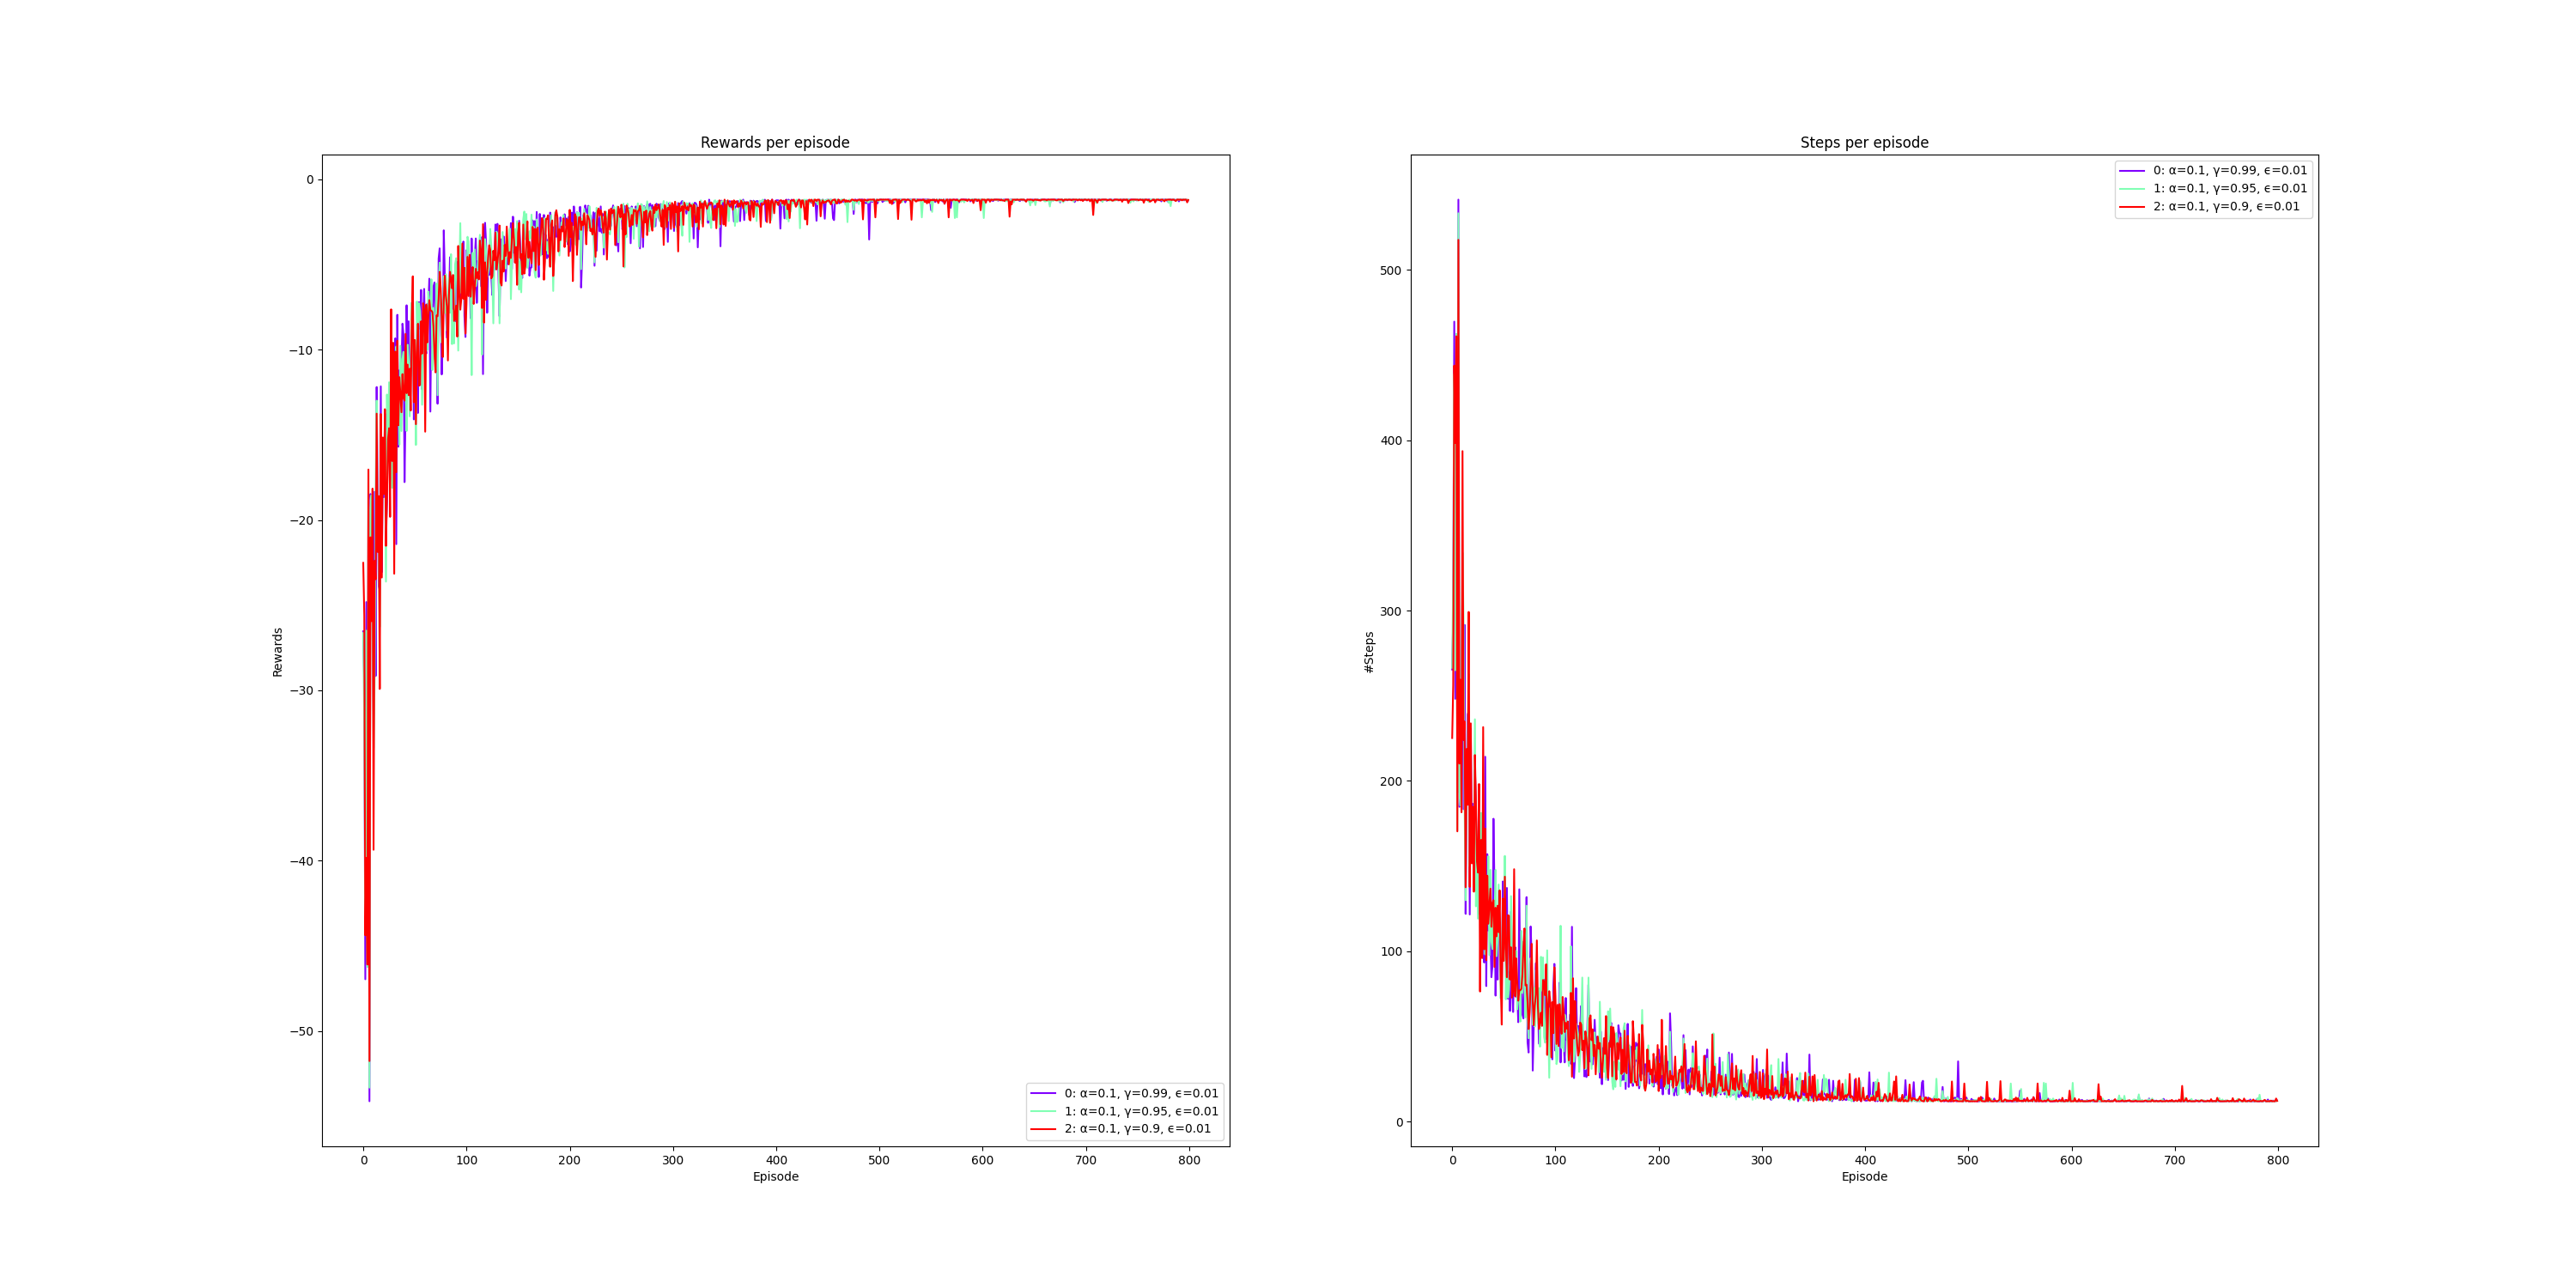 Rewards per episode
0
−10
−20
−30
−40
−50
Rewards
0: α=0.1, γ=0.99, ϵ=0.01
1: α=0.1, γ=0.95, ϵ=0.01
2: α=0.1, γ=0.9, ϵ=0.01
0 100 200 300 400 500 600 700 800
Episode
Steps per episode
0: α=0.1, γ=0.99, ϵ=0.01
1: α=0.1, γ=0.95, ϵ=0.01
2: α=0.1, γ=0.9, ϵ=0.01
500
400
300
200
100
0
#Steps
0 100 200 300 400 500 600 700 800
Episode